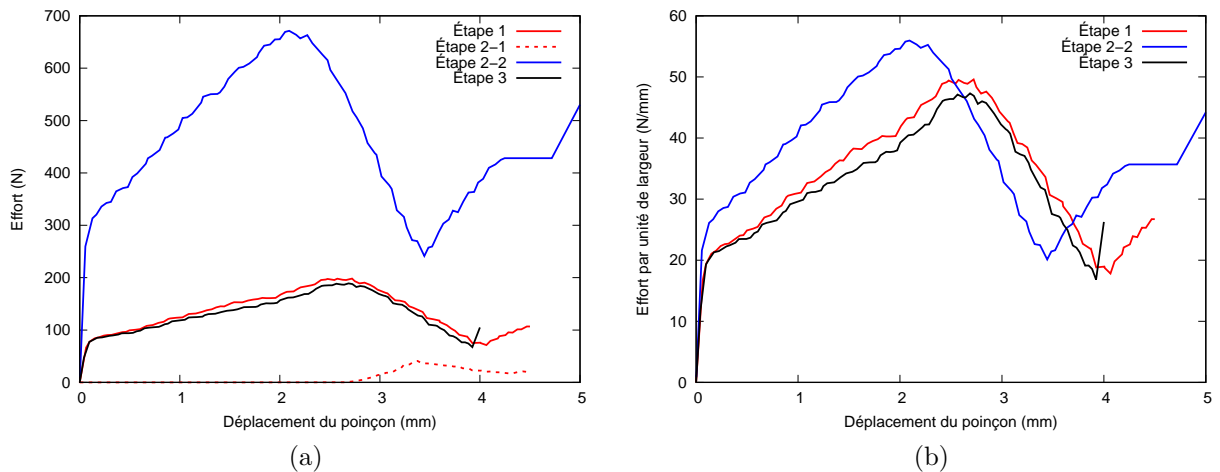 700
600
500
400
300
200
100
0
Effort (N)
0 1 2 3 4 5
Déplacement du poinçon (mm)
Étape 1
Étape 2−1
Étape 2−2
Étape 3
(a)
60
50
40
30
20
10
0
Effort par unité de largeur (N/mm)
0 1 2 3 4 5
Déplacement du poinçon (mm)
Étape 1
Étape 2−2
Étape 3
(b)